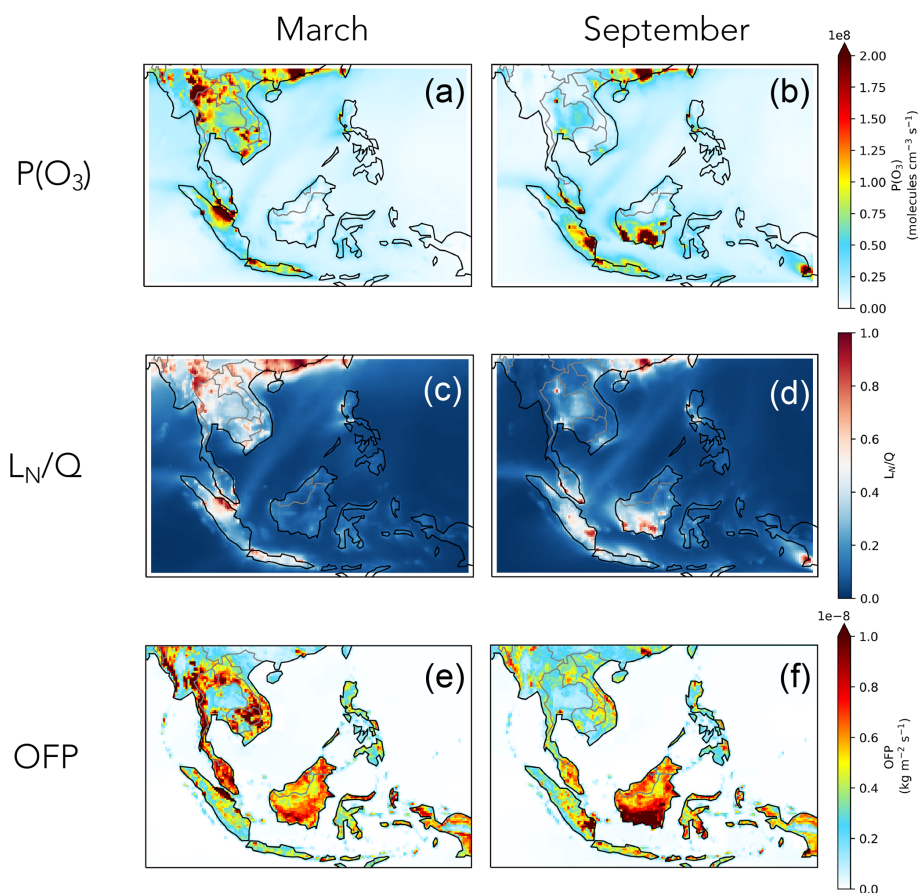 March September
P(O₃)
(a)
(b)
1e8
2.00
1.75
1.50
1.25
1.00
0.75
0.50
0.25
0.00
P(O₃)
(molecules cm⁻³ s⁻¹)
L_N/Q
(c)
(d)
1.0
0.8
0.6
0.4
0.2
0.0
L_N/Q
OFP
(e)
(f)
1e−8
1.0
0.8
0.6
0.4
0.2
0.0
OFP
(kg m⁻² s⁻¹)